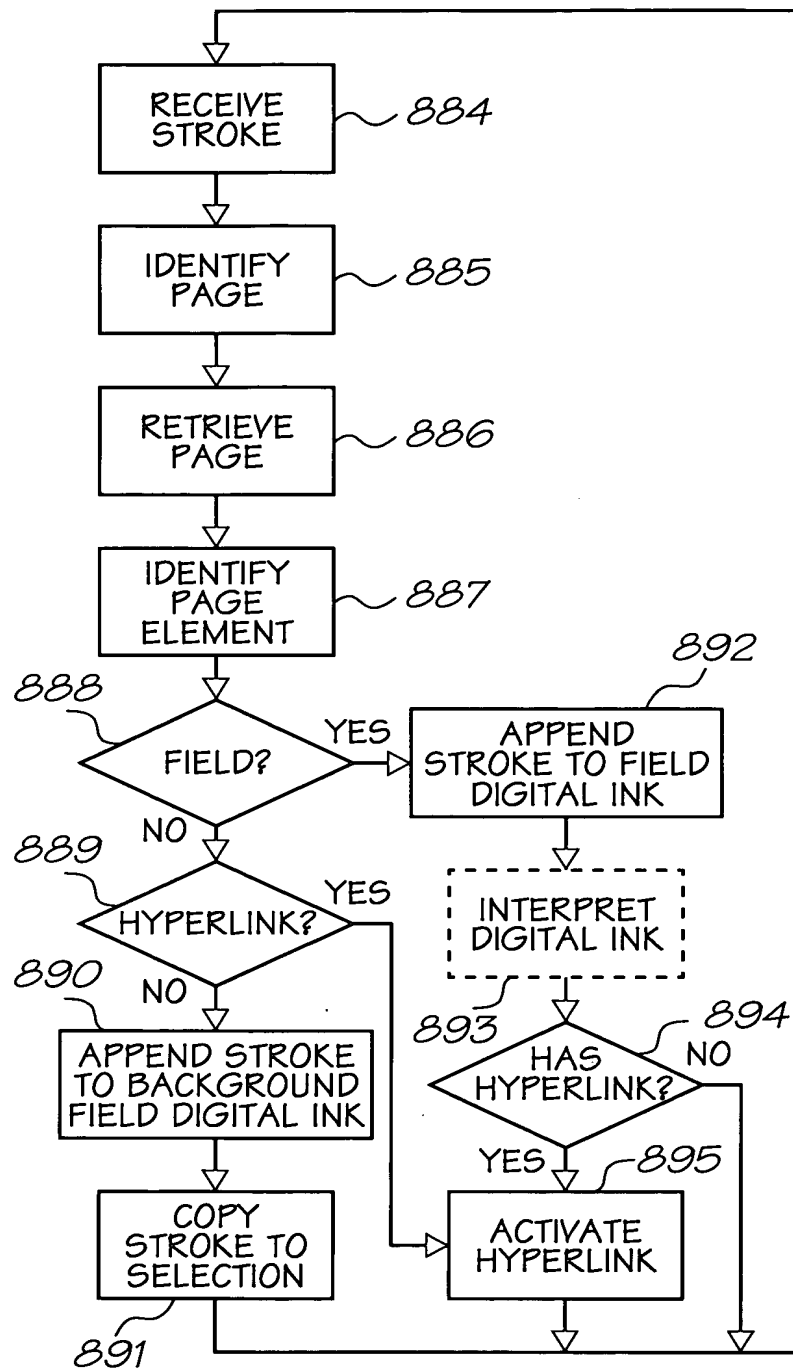 RECEIVE
STROKE
884
IDENTIFY
PAGE
885
RETRIEVE
PAGE
886
IDENTIFY
PAGE
ELEMENT
887
888
FIELD?
YES
NO
892
APPEND
STROKE TO FIELD
DIGITAL INK
889
HYPERLINK?
YES
NO
INTERPRET
DIGITAL INK
893
890
APPEND STROKE
TO BACKGROUND
FIELD DIGITAL INK
894
HAS
HYPERLINK?
NO
YES
895
COPY
STROKE TO
SELECTION
891
ACTIVATE
HYPERLINK